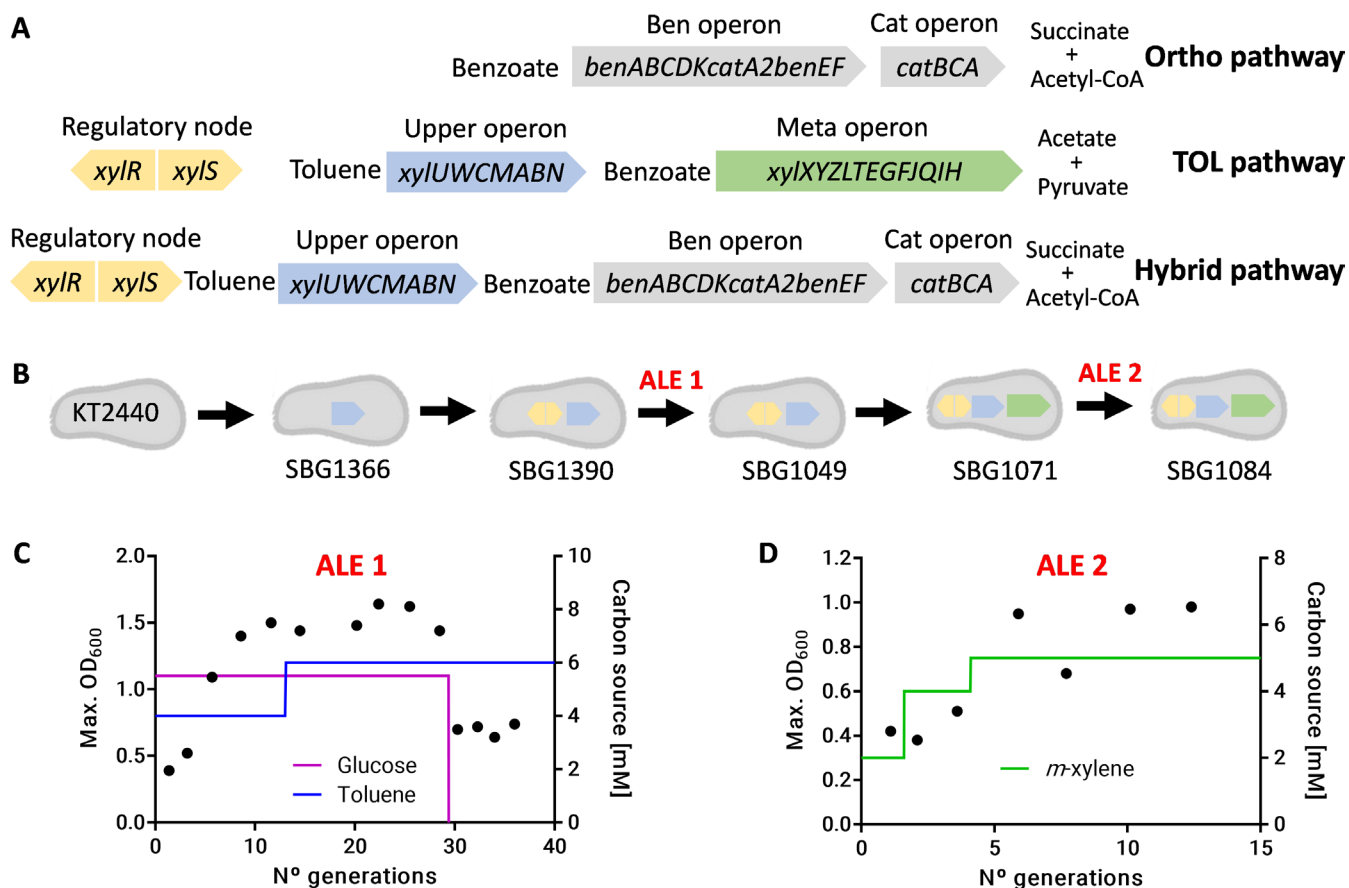 A
Ben operon
Cat operon
Benzoate
benABCDKcatA2benEF
catBCA
Succinate
+
Acetyl-CoA
Ortho pathway
Regulatory node
Upper operon
Meta operon
xylR
xylS
Toluene
xylUWCMABN
Benzoate
xylXYZLTEGFJQIH
Acetate
+
Pyruvate
TOL pathway
Regulatory node
Upper operon
Ben operon
Cat operon
xylR
xylS
Toluene
xylUWCMABN
Benzoate
benABCDKcatA2benEF
catBCA
Succinate
+
Acetyl-CoA
Hybrid pathway
B
KT2440
SBG1366
SBG1390
ALE 1
SBG1049
SBG1071
ALE 2
SBG1084
C
ALE 1
Max. OD600
2.0
1.5
1.0
0.5
0.0
Glucose
Toluene
10
8
6
4
2
0
Carbon source [mM]
0 10 20 30 40
Nº generations
D
ALE 2
Max. OD600
1.2
1.0
0.8
0.6
0.4
0.2
0.0
m-xylene
8
6
4
2
0
Carbon source [mM]
0 5 10 15
Nº generations